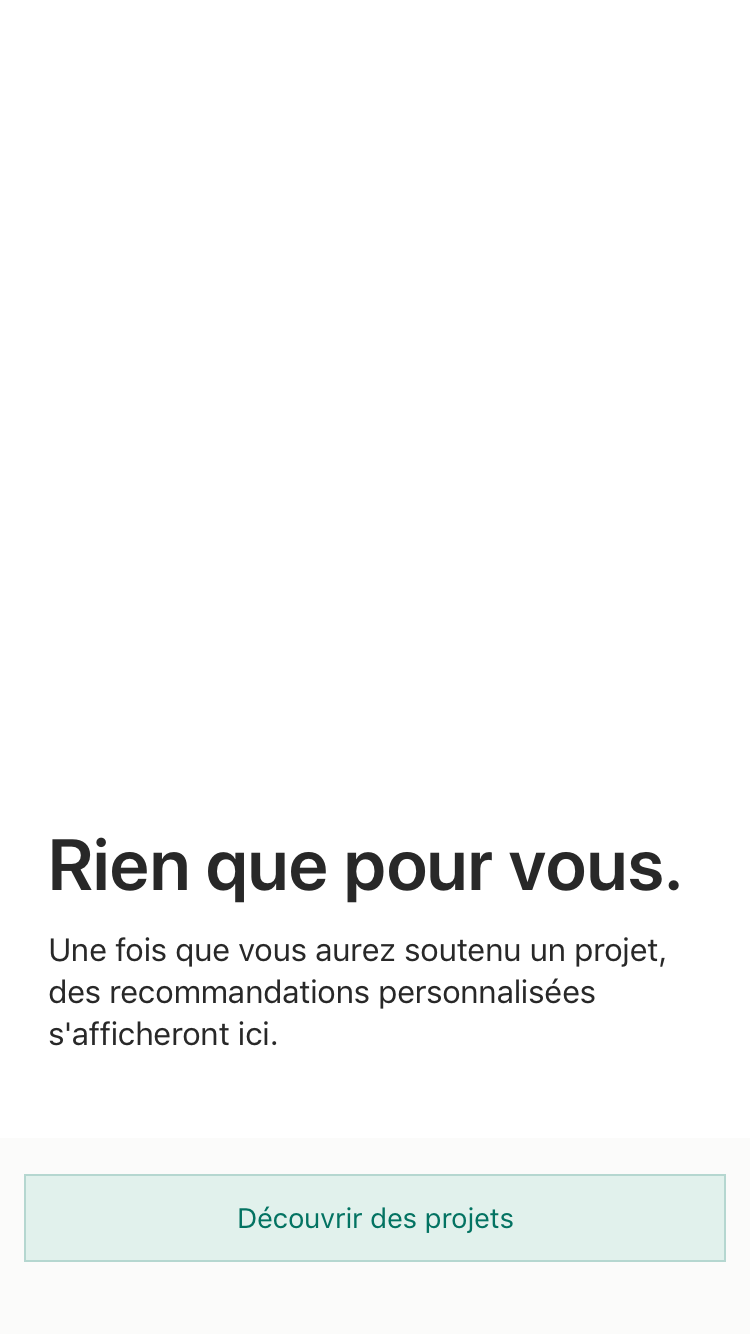 Rien que pour vous.
Une fois que vous aurez soutenu un projet,
des recommandations personnalisées
s'afficheront ici.
Découvrir des projets